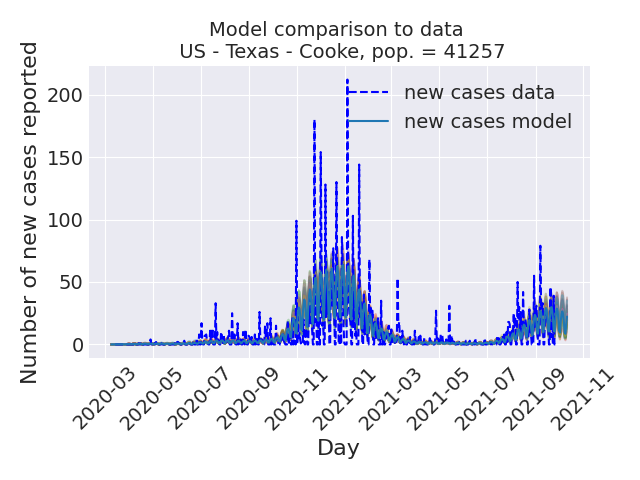 Model comparison to data
US - Texas - Cooke, pop. = 41257
Number of new cases reported
200
150
100
50
0
new cases data
new cases model
2020-03
2020-05
2020-07
2020-09
2020-11
2021-01
2021-03
2021-05
2021-07
2021-09
2021-11
Day